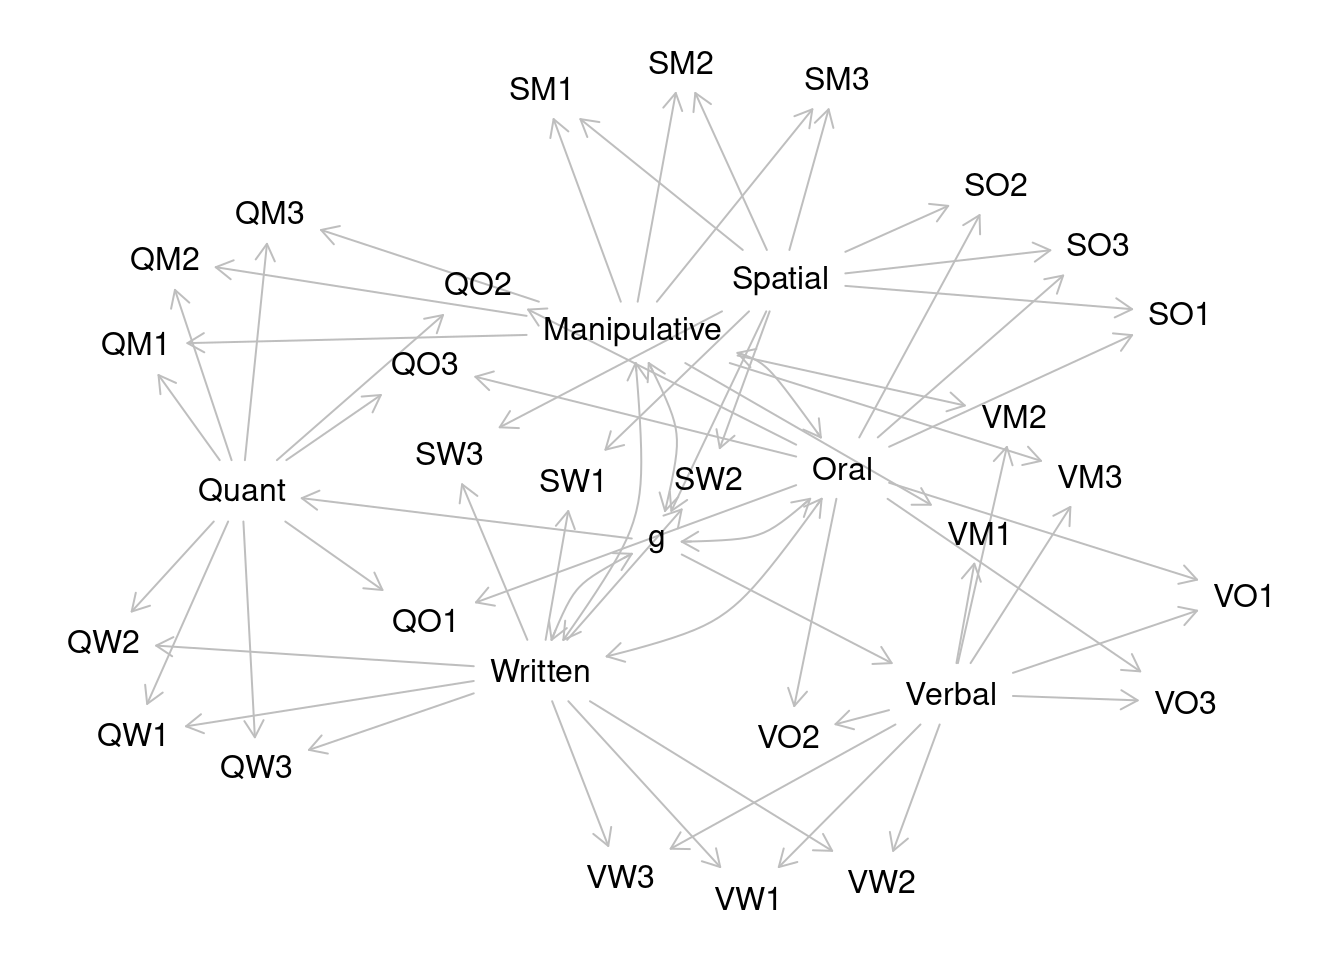 SM2
SM3
SM1
SO2
QM3
SO3
QM2
Spatial
QO2
SO1
Manipulative
QM1
QO3
VM2
SW3
Oral
VM3
SW1
SW2
Quant
VM1
g
VO1
QO1
QW2
Written
Verbal
VO3
QW1
VO2
QW3
VW3
VW2
VW1